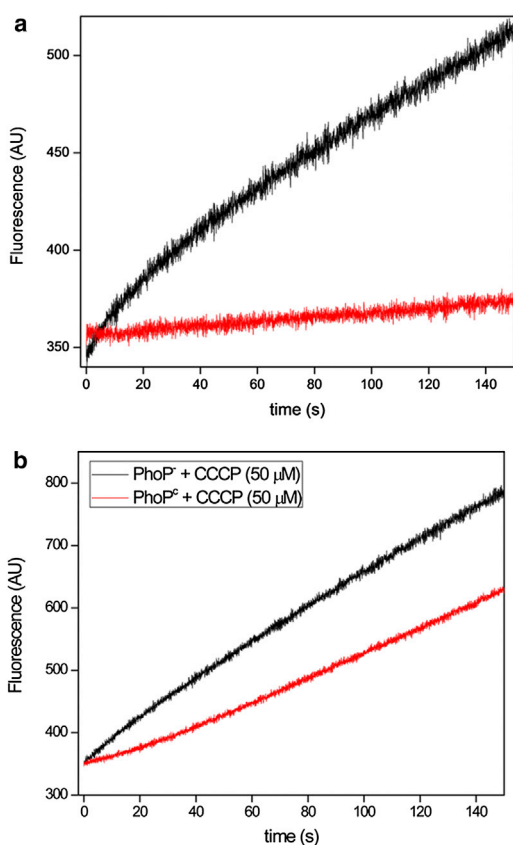 a
500
450
400
350
Fluorescence (AU)
0 20 40 60 80 100 120 140
time (s)
b
PhoP⁻ + CCCP (50 µM)
PhoPᶜ + CCCP (50 µM)
800
700
600
500
400
300
Fluorescence (AU)
0 20 40 60 80 100 120 140
time (s)